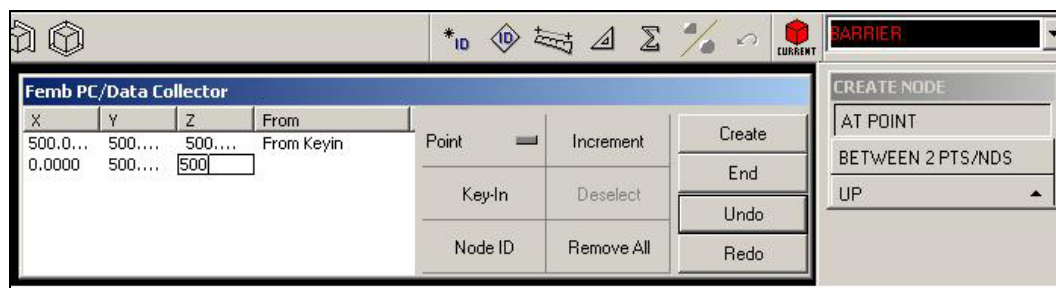 *ID ID Σ CURRENT BARRIER
Femb PC/Data Collector
X Y Z From
500.0... 500.... 500.... From Keyin
0.0000 500.... 500
Point Increment
Key-In Deselect
Node ID Remove All
Create
End
Undo
Redo
CREATE NODE
AT POINT
BETWEEN 2 PTS/NDS
UP